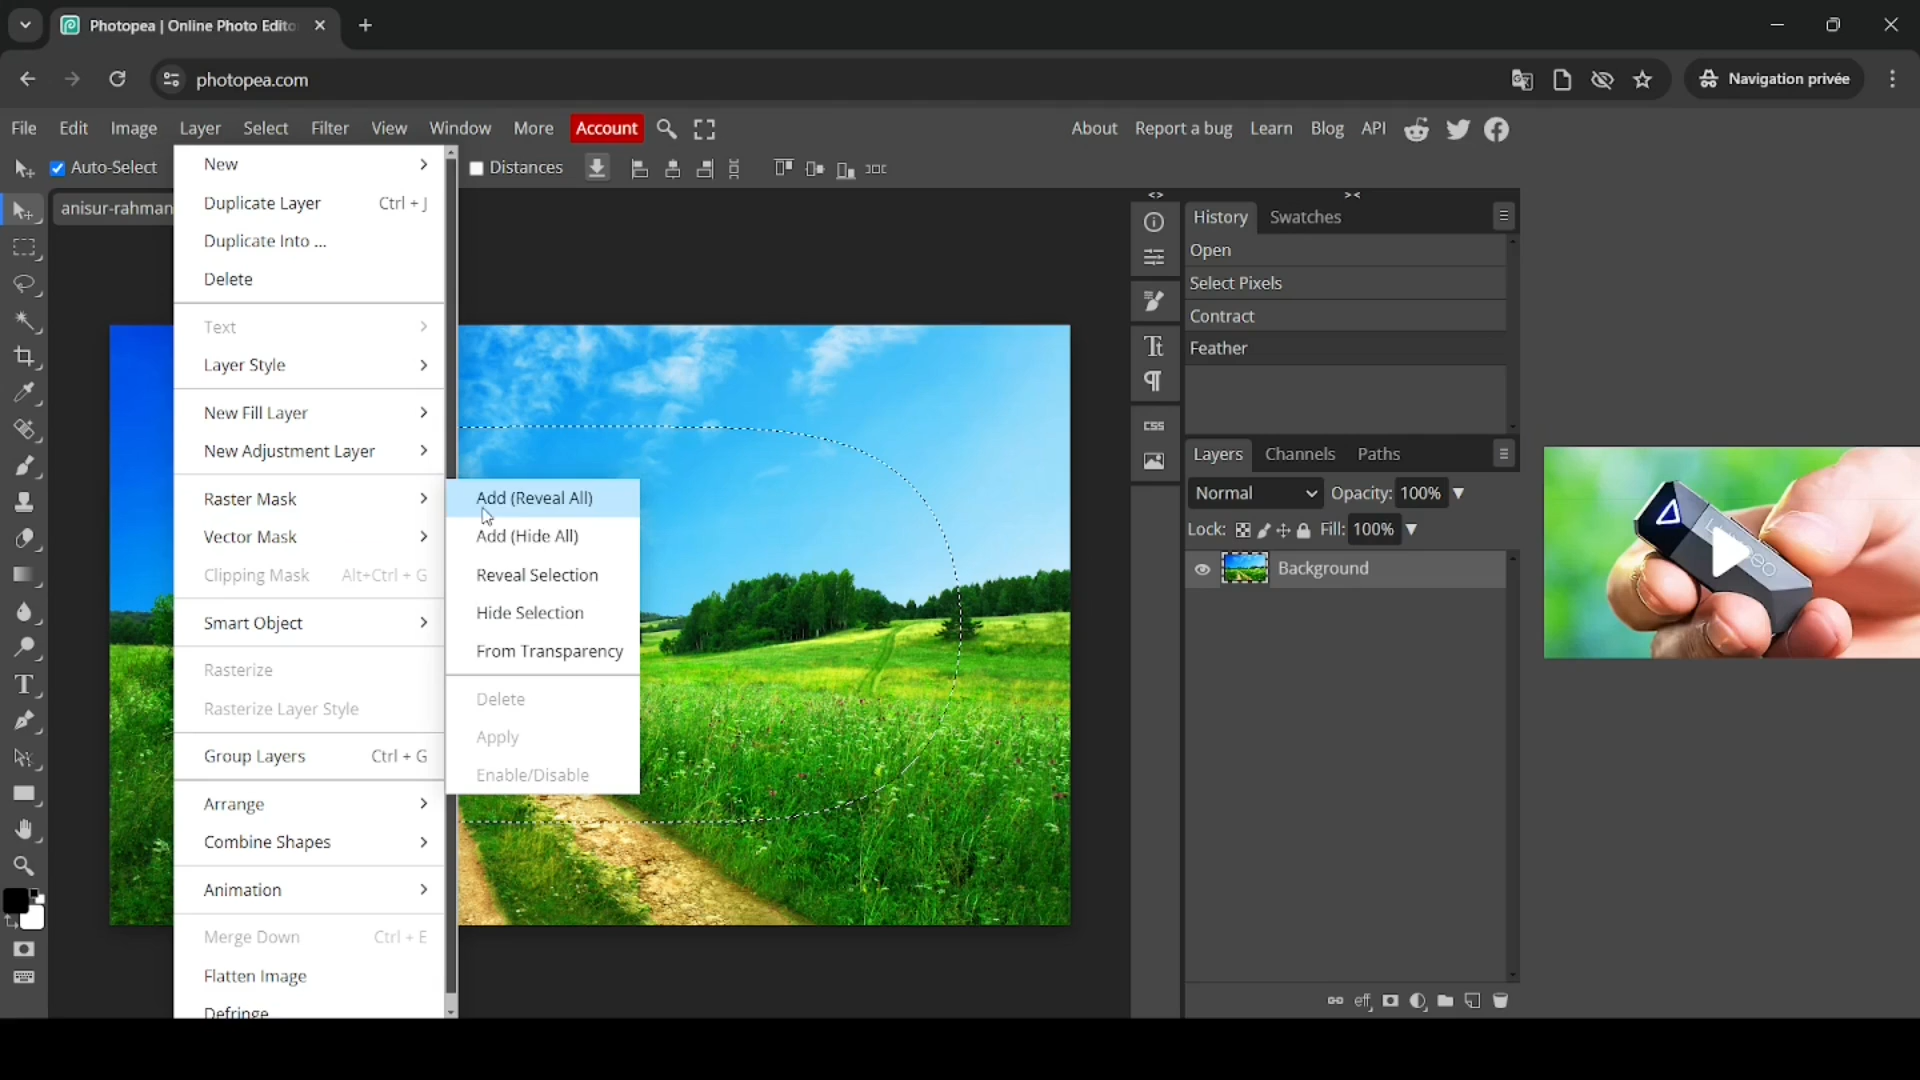 Photopea | Online Photo Edito
photopea.com
Navigation privée
File Edit Image Layer Select Filter View Window More Account
About Report a bug Learn Blog API
Auto-Select
Distances
anisur-rahman
New
Duplicate Layer Ctrl + J
Duplicate Into ...
Delete
Text
Layer Style
New Fill Layer
New Adjustment Layer
Raster Mask
Vector Mask
Clipping Mask Alt+Ctrl + G
Smart Object
Rasterize
Rasterize Layer Style
Group Layers Ctrl + G
Arrange
Combine Shapes
Animation
Merge Down Ctrl + E
Flatten Image
Defringe
Add (Reveal All)
Add (Hide All)
Reveal Selection
Hide Selection
From Transparency
Delete
Apply
Enable/Disable
History Swatches
Open
Select Pixels
Contract
Feather
CSS
Layers Channels Paths
Normal Opacity: 100%
Lock: Fill: 100%
Background
eff